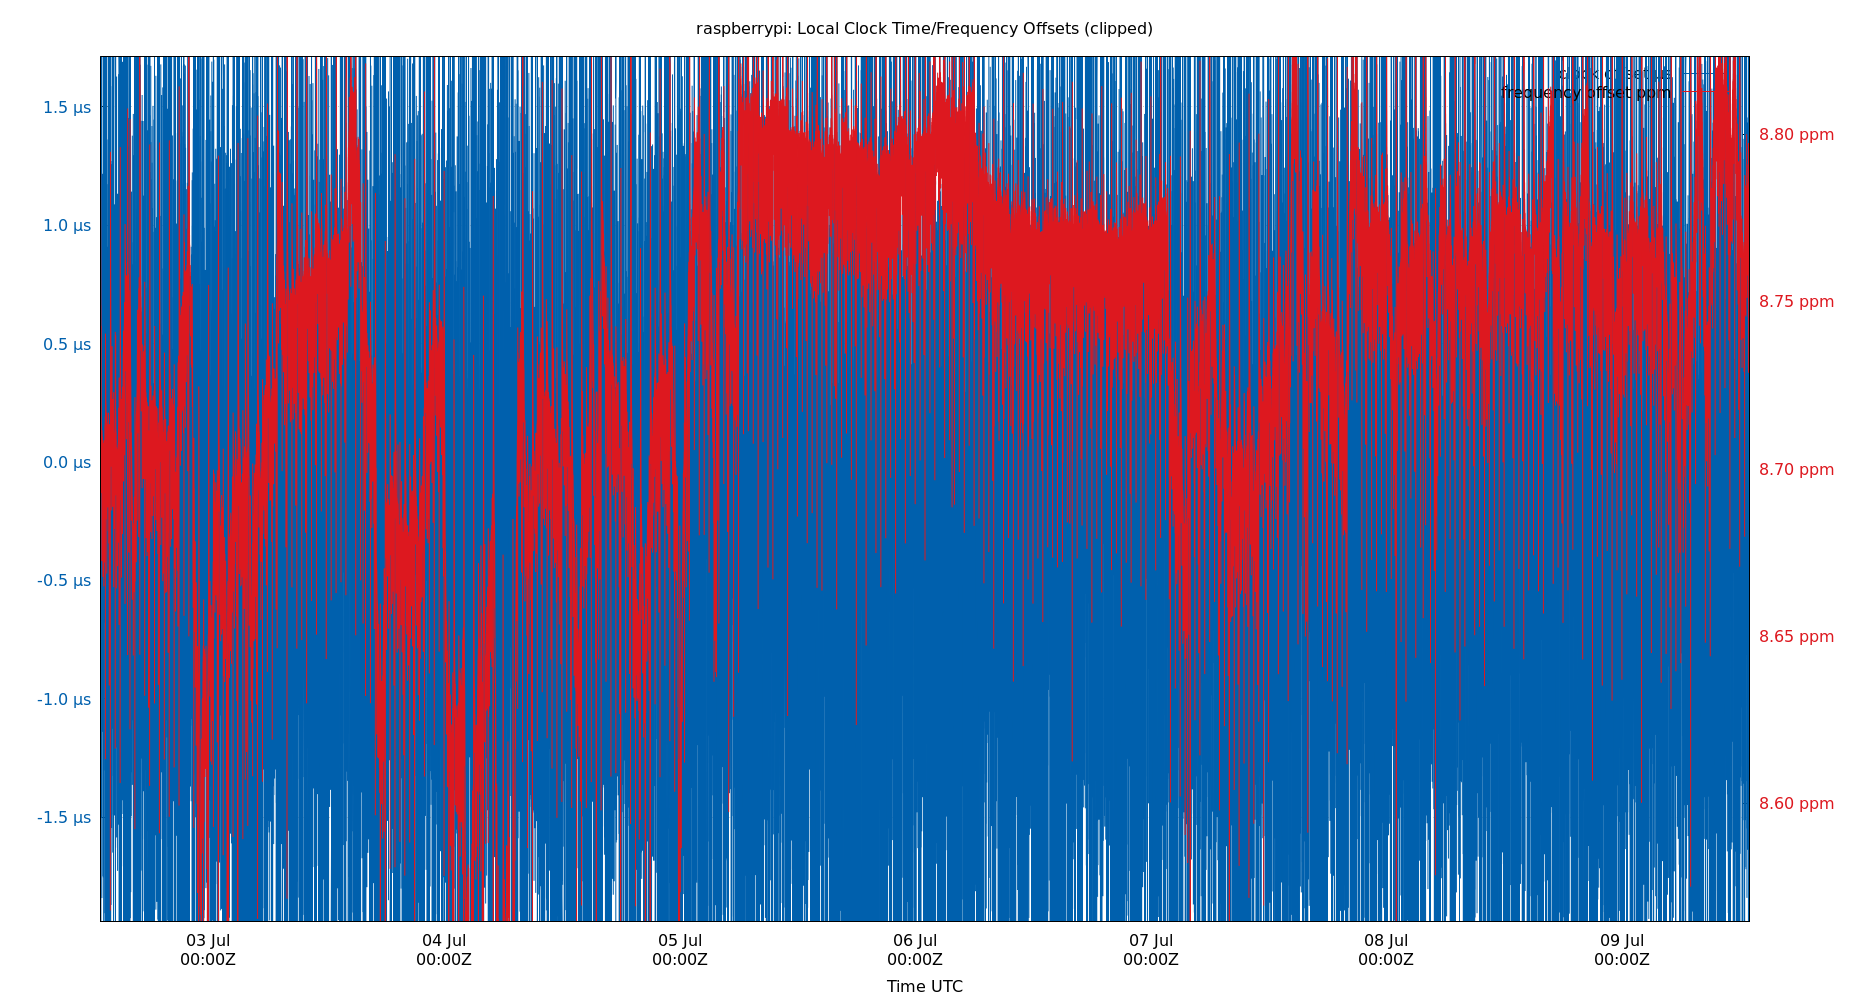 raspberrypi: Local Clock Time/Frequency Offsets (clipped)
clock offset µs
frequency offset ppm
1.5 µs
1.0 µs
0.5 µs
0.0 µs
-0.5 µs
-1.0 µs
-1.5 µs
8.80 ppm
8.75 ppm
8.70 ppm
8.65 ppm
8.60 ppm
03 Jul 04 Jul 05 Jul 06 Jul 07 Jul 08 Jul 09 Jul
00:00Z 00:00Z 00:00Z 00:00Z 00:00Z 00:00Z 00:00Z
Time UTC